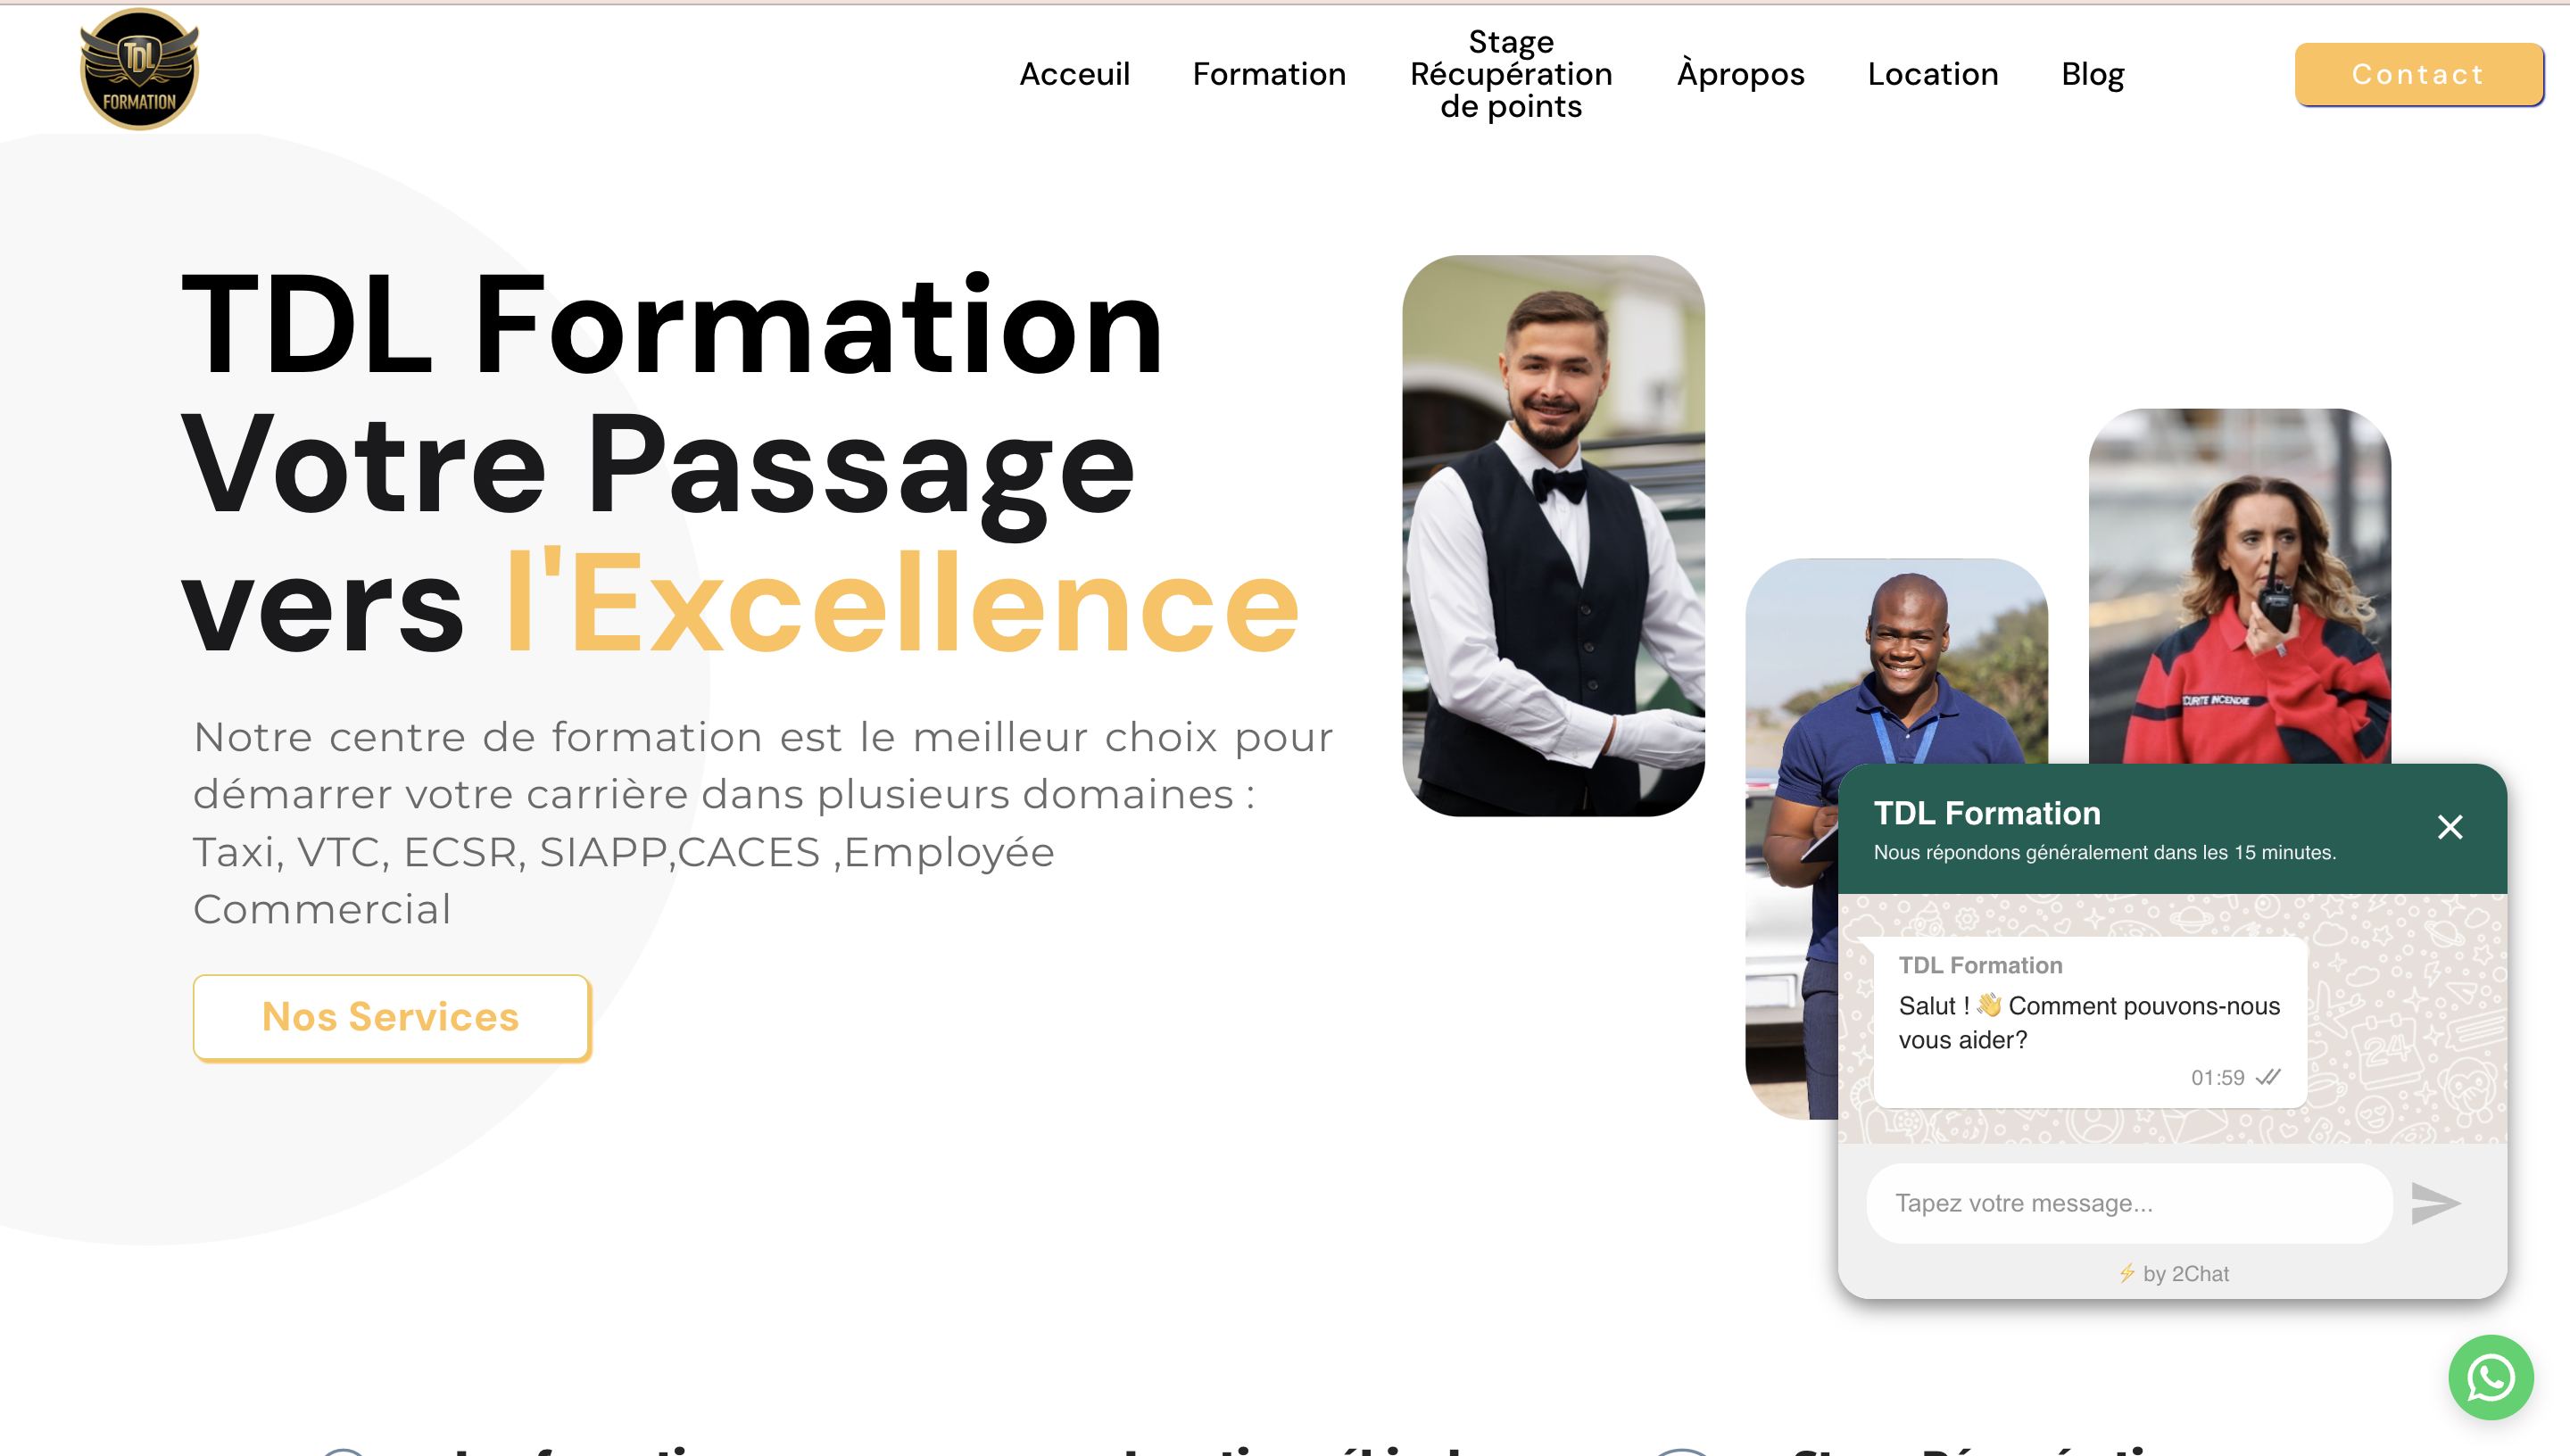 TDL
FORMATION
Acceuil
Formation
Stage
Récupération
de points
Àpropos
Location
Blog
Contact
TDL Formation
Votre Passage
vers l'Excellence
Notre centre de formation est le meilleur choix pour
démarrer votre carrière dans plusieurs domaines :
Taxi, VTC, ECSR, SIAPP,CACES ,Employée
Commercial
Nos Services
CURITE INCENDIE
TDL Formation
Nous répondons généralement dans les 15 minutes.
TDL Formation
Salut ! 👋 Comment pouvons-nous
vous aider?
01:59
Tapez votre message...
⚡ by 2Chat